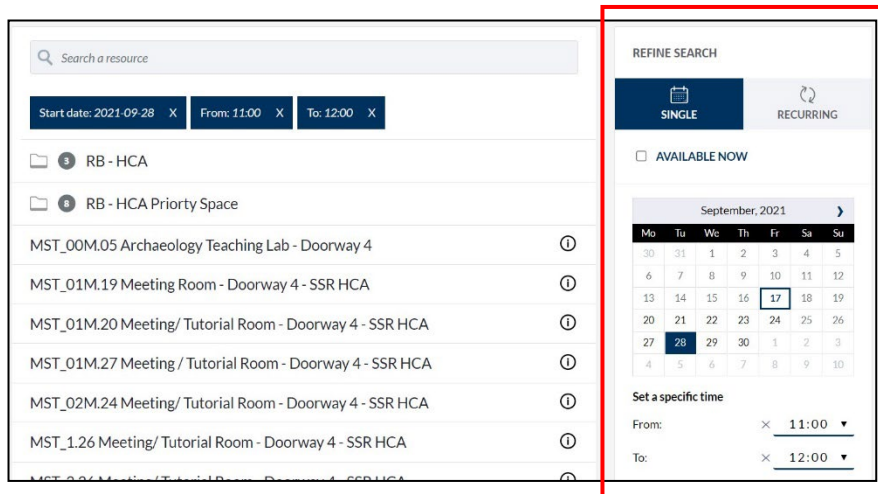 Search a resource
Start date: 2021-09-28 X From: 11:00 X To: 12:00 X
3 RB - HCA
8 RB - HCA Priorty Space
MST_00M.05 Archaeology Teaching Lab - Doorway 4
MST_01M.19 Meeting Room - Doorway 4 - SSR HCA
MST_01M.20 Meeting/ Tutorial Room - Doorway 4 - SSR HCA
MST_01M.27 Meeting / Tutorial Room - Doorway 4 - SSR HCA
MST_02M.24 Meeting/ Tutorial Room - Doorway 4 - SSR HCA
MST_1.26 Meeting/ Tutorial Room - Doorway 4 - SSR HCA
REFINE SEARCH
SINGLE RECURRING
AVAILABLE NOW
September, 2021
Mo Tu We Th Fr Sa Su
30 31 1 2 3 4 5
6 7 8 9 10 11 12
13 14 15 16 17 18 19
20 21 22 23 24 25 26
27 28 29 30 1 2 3
4 5 6 7 8 9 10
Set a specific time
From: × 11:00
To: × 12:00